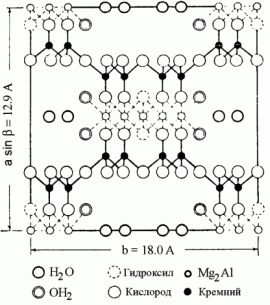 a sin β = 12.9 A
b = 18.0 A
H₂O Гидроксил Mg₂Al
OH₂ Кислород Кремний